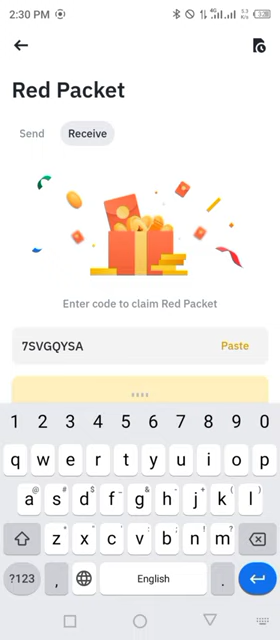 2:30 PM
Red Packet
Send Receive
Enter code to claim Red Packet
7SVGQYSA Paste
1 2 3 4 5 6 7 8 9 0
q w e r t y u i o p
a s d f g h j k l
z x c v b n m
?123 , English .